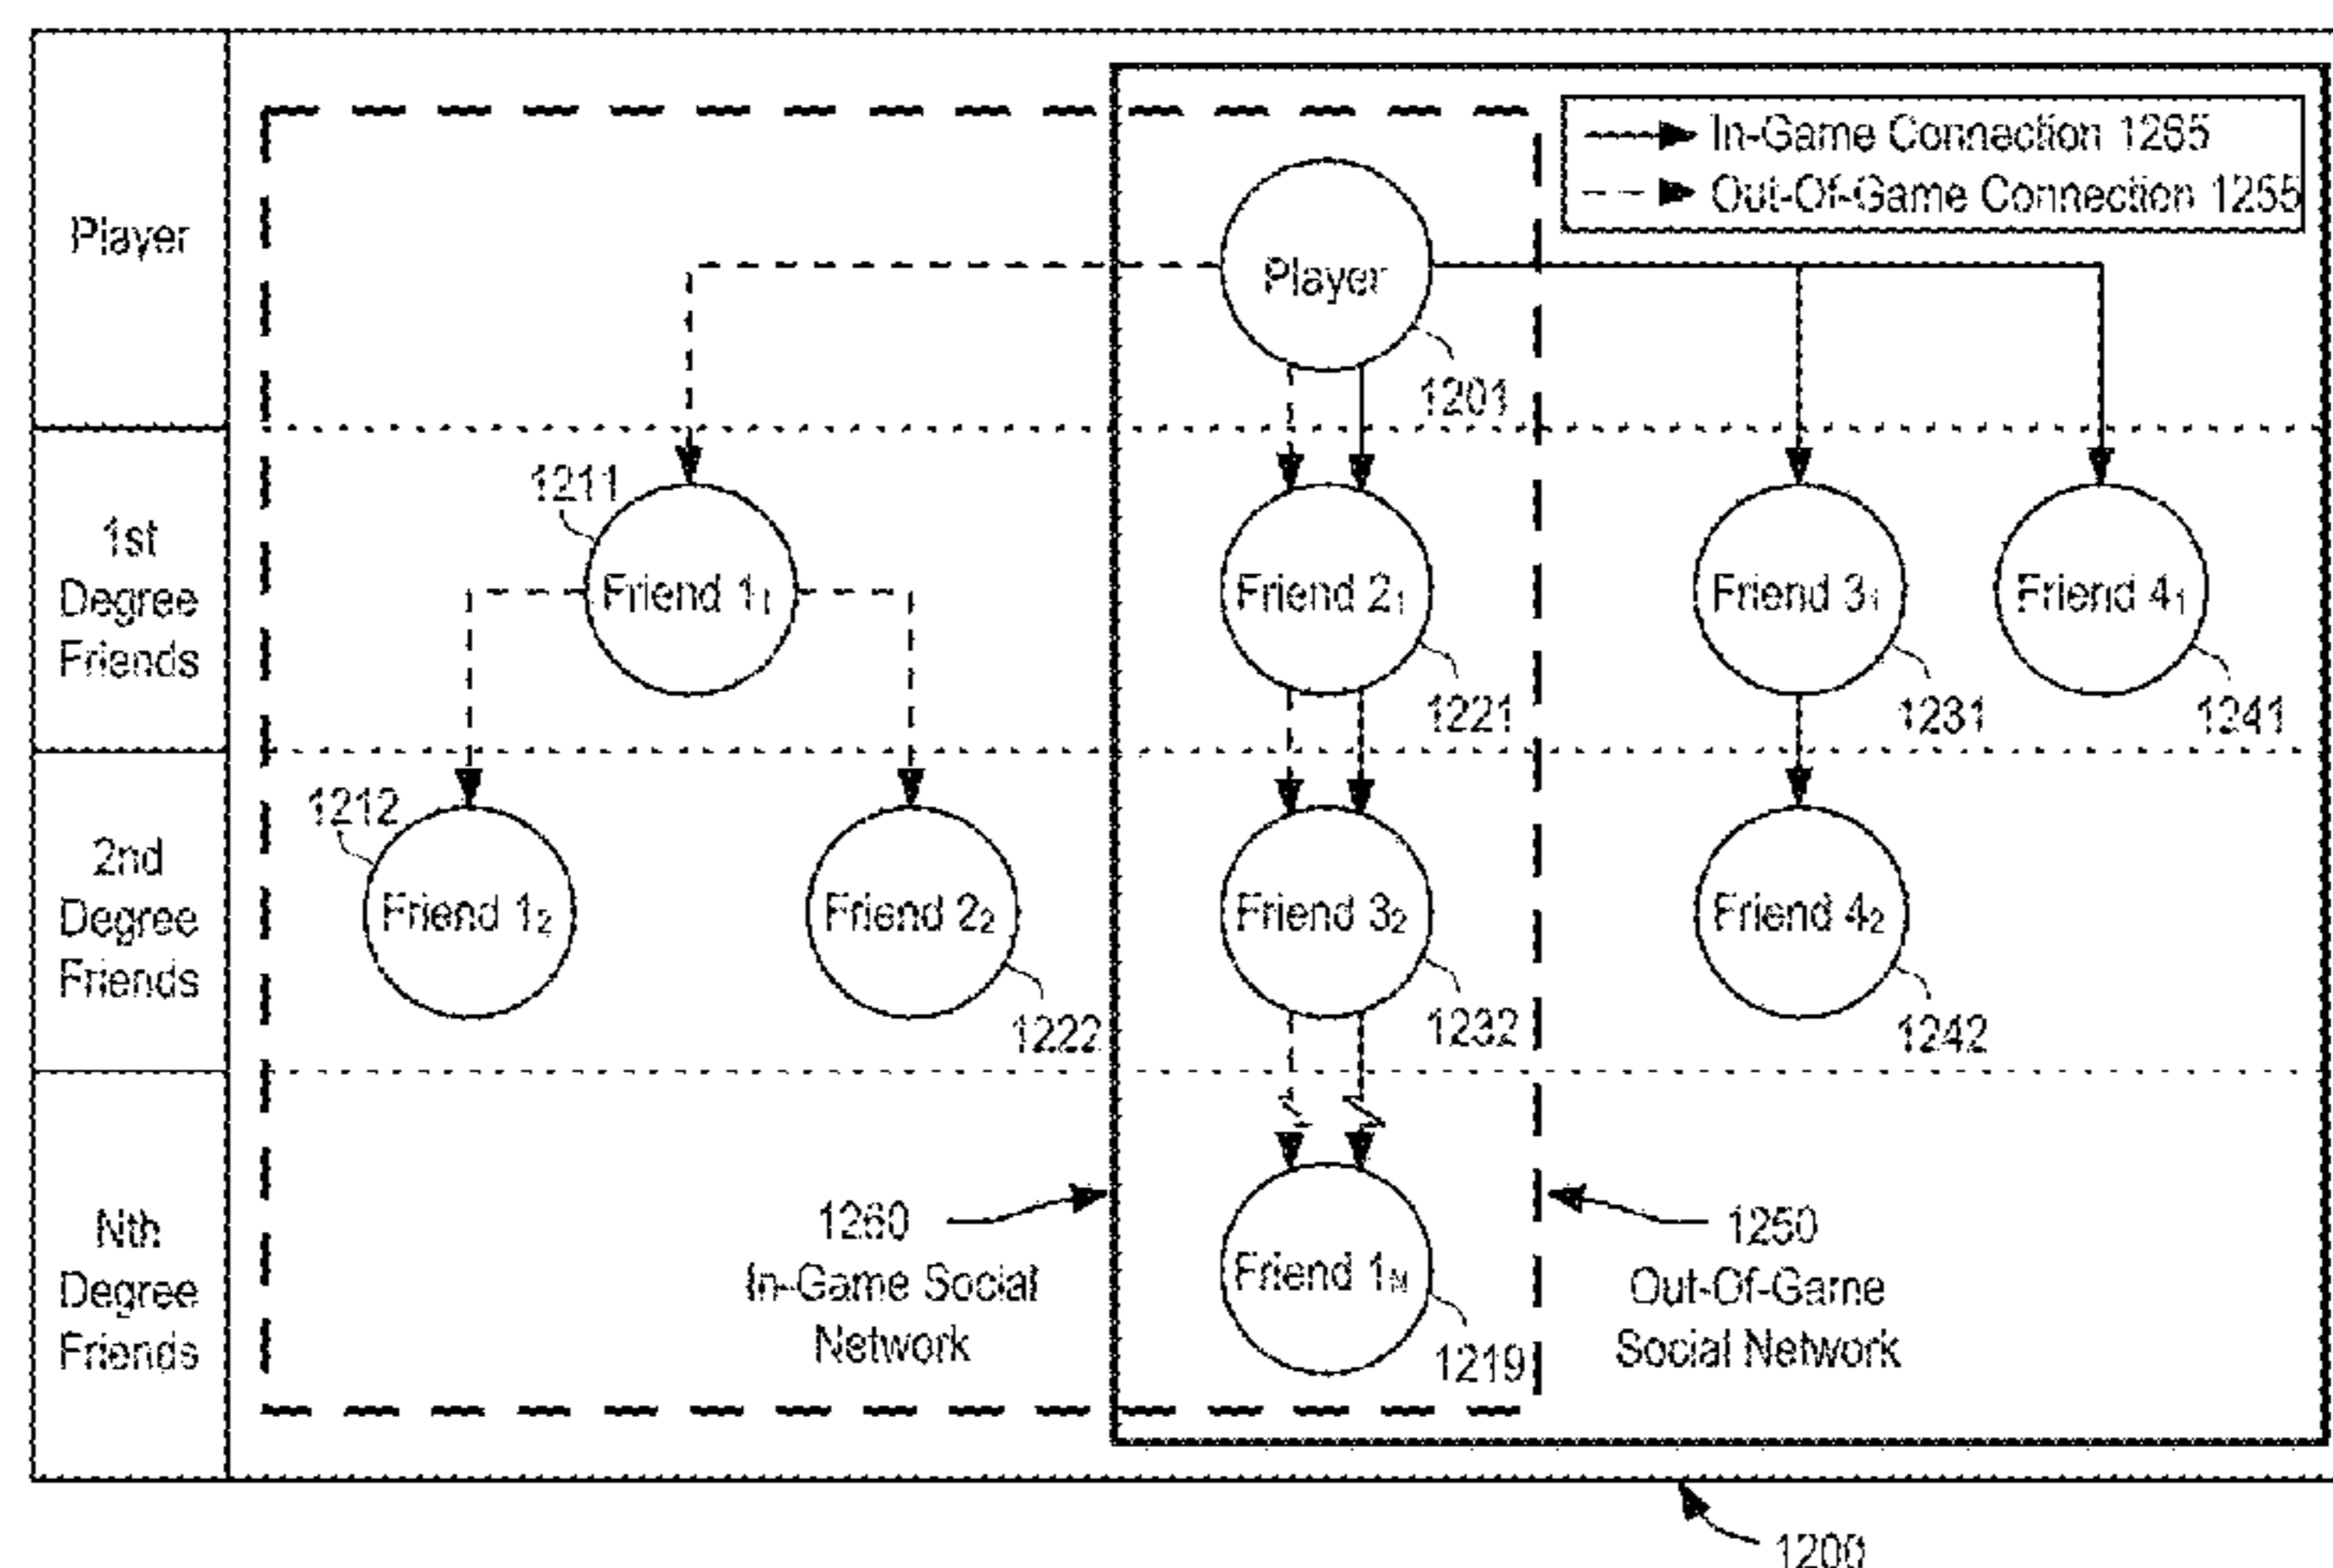 In-Game Connection 1265
Out-Of-Game Connection 1255
Player
Player
1201
1st
Degree
Friends
1211
Friend 1₁
Friend 2₁
Friend 3₁
Friend 4₁
1221
1231
1241
2nd
Degree
Friends
1212
Friend 1₂
Friend 2₂
Friend 3₂
Friend 4₂
1222
1232
1242
Nth
Degree
Friends
1260
In-Game Social
Network
Friend 1ₙ
1219
1250
Out-Of-Game
Social Network
1200